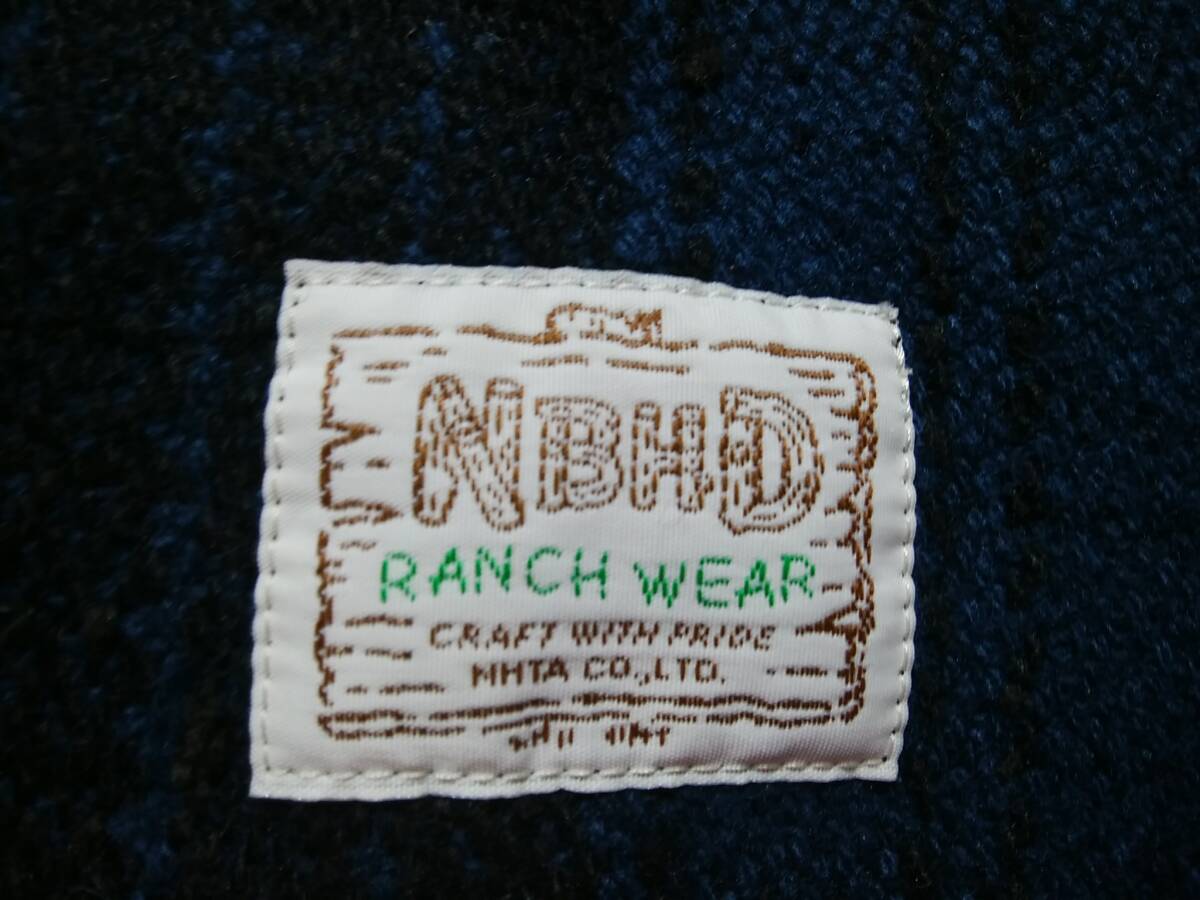 NBHD
RANCH WEAR
CRAFT WITH PRIDE
NHTA CO.,LTD.